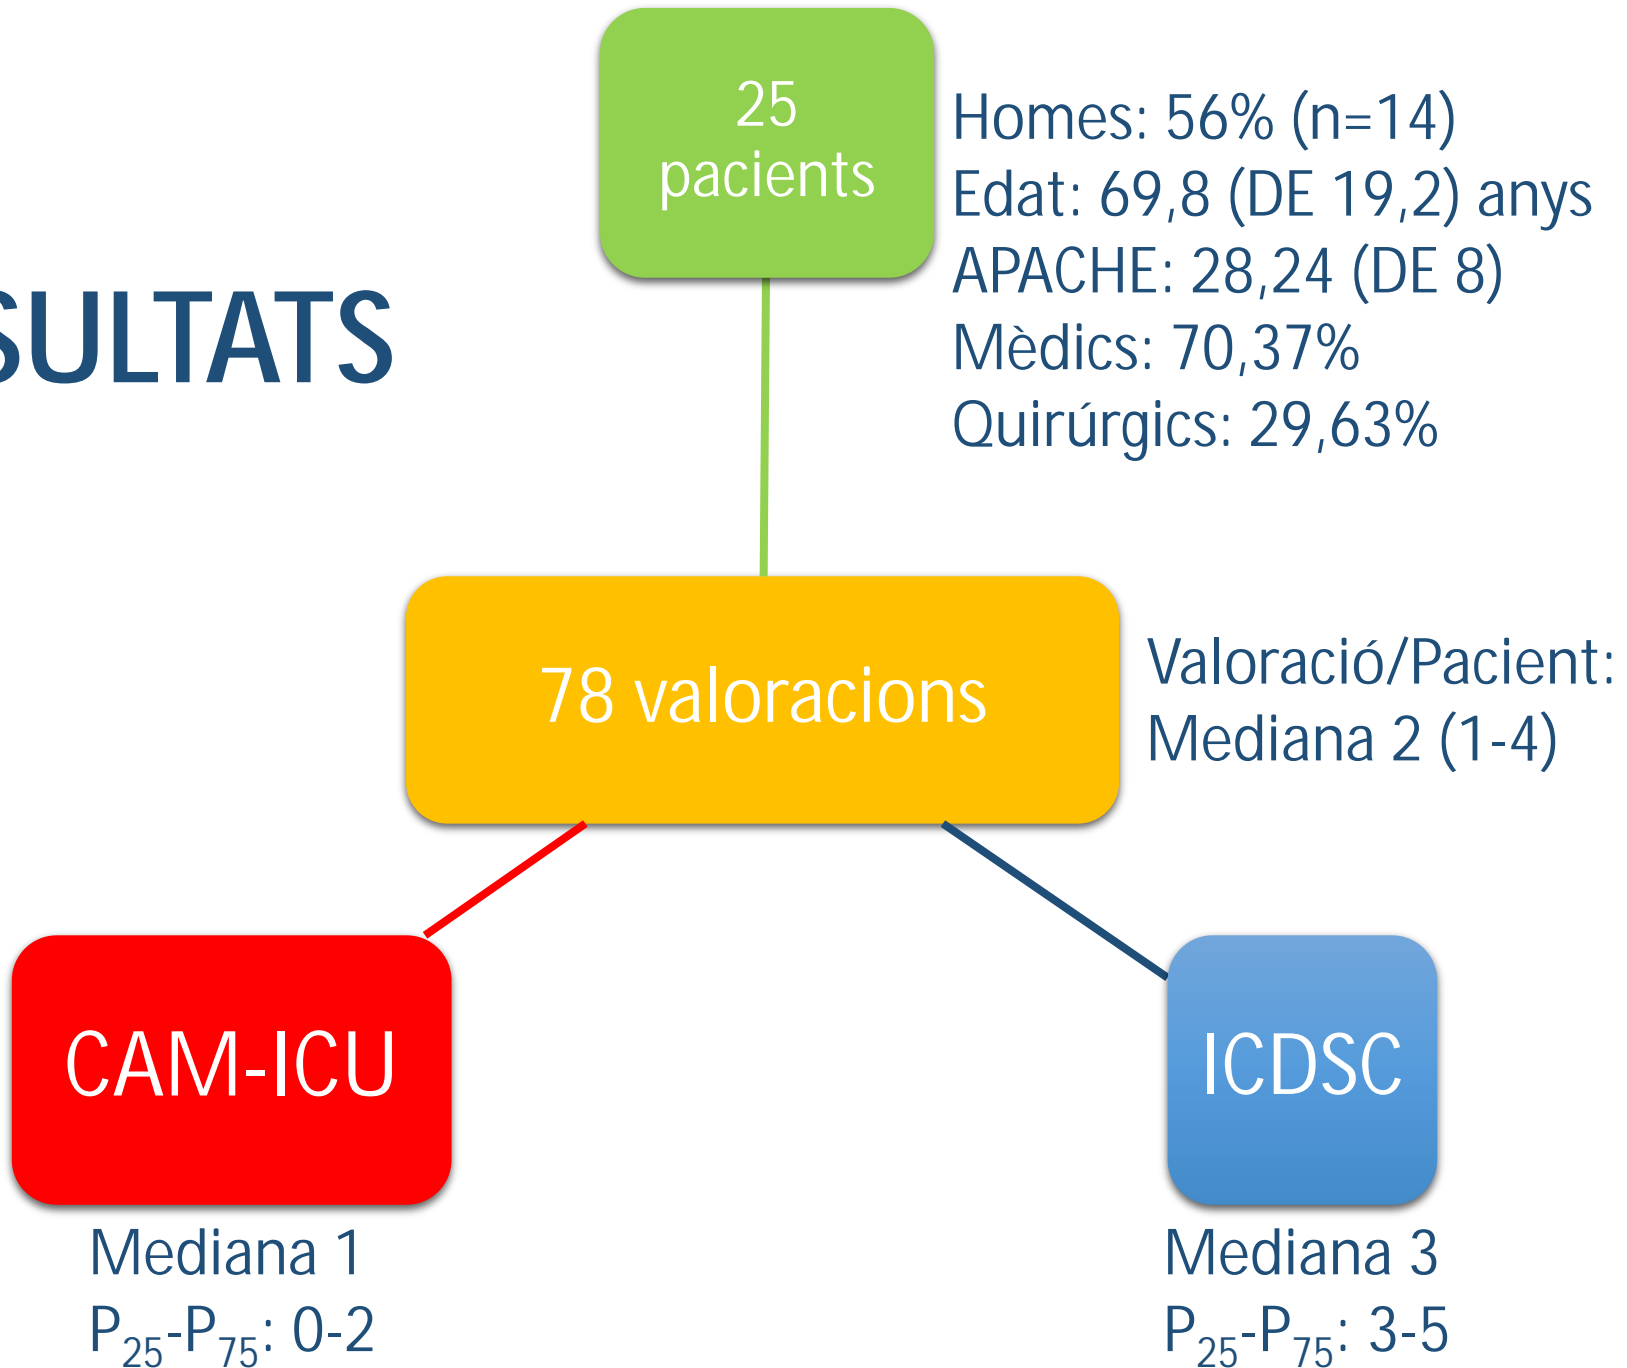 25
pacients
Homes: 56% (n=14)
Edat: 69,8 (DE 19,2) anys
APACHE: 28,24 (DE 8)
Mèdics: 70,37%
Quirúrgics: 29,63%
SULTATS
78 valoracions
Valoració/Pacient:
Mediana 2 (1-4)
CAM-ICU
ICDSC
Mediana 1
P25-P75: 0-2
Mediana 3
P25-P75: 3-5